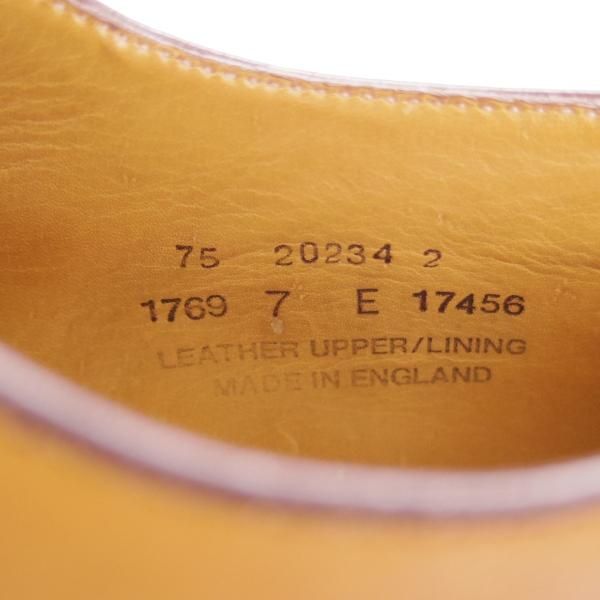 75 20234 2
1769 7 E 17456
LEATHER UPPER/LINING
MADE IN ENGLAND